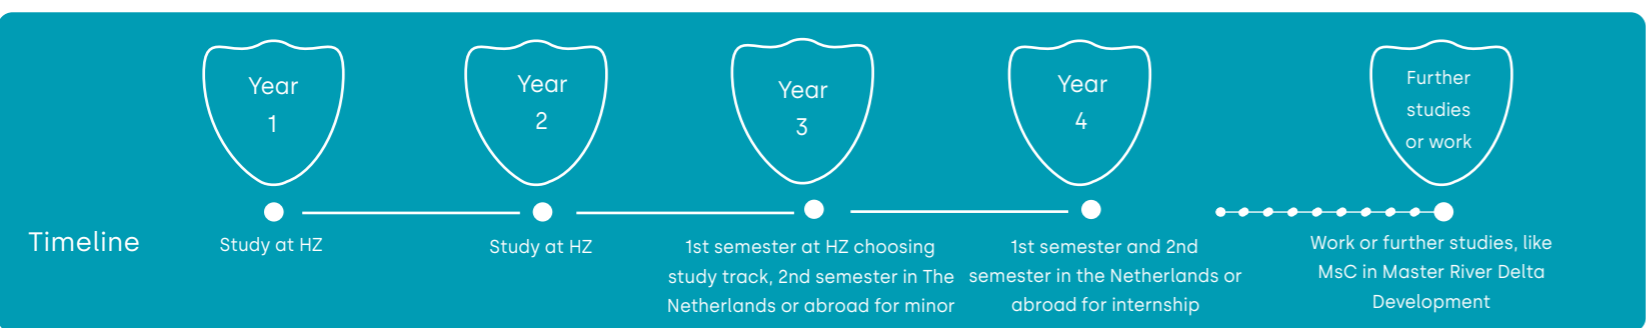 Year
1
Year
2
Year
3
Year
4
Further
studies
or work
Timeline
Study at HZ
Study at HZ
1st semester at HZ choosing
study track, 2nd semester in The
Netherlands or abroad for minor
1st semester and 2nd
semester in the Netherlands or
abroad for internship
Work or further studies, like
MsC in Master River Delta
Development